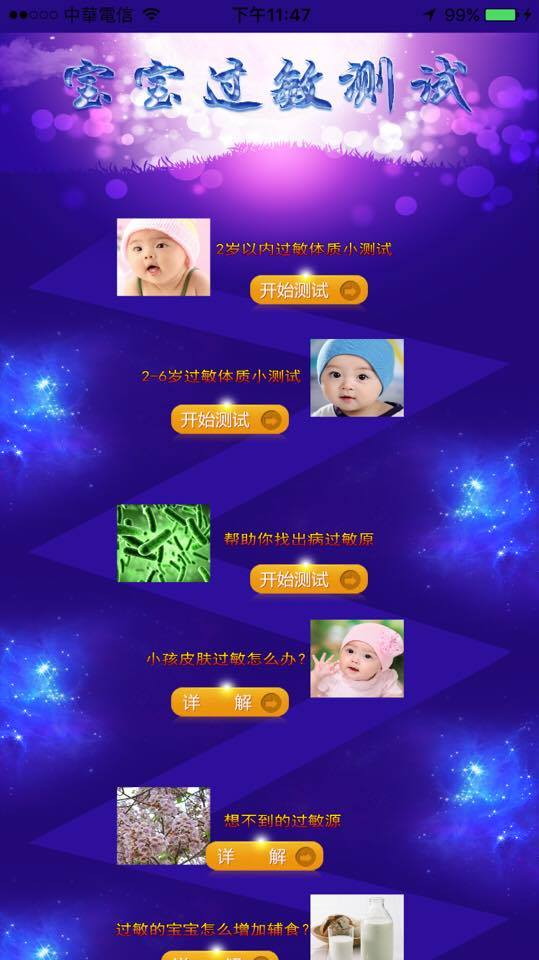 中華電信
下午11:47
99%
宝宝过敏测试
2岁以内过敏体质小测试
开始测试
2-6岁过敏体质小测试
开始测试
帮助你找出病过敏原
开始测试
小孩皮肤过敏怎么办?
详 解
想不到的过敏源
详 解
过敏的宝宝怎么增加辅食?
详 解